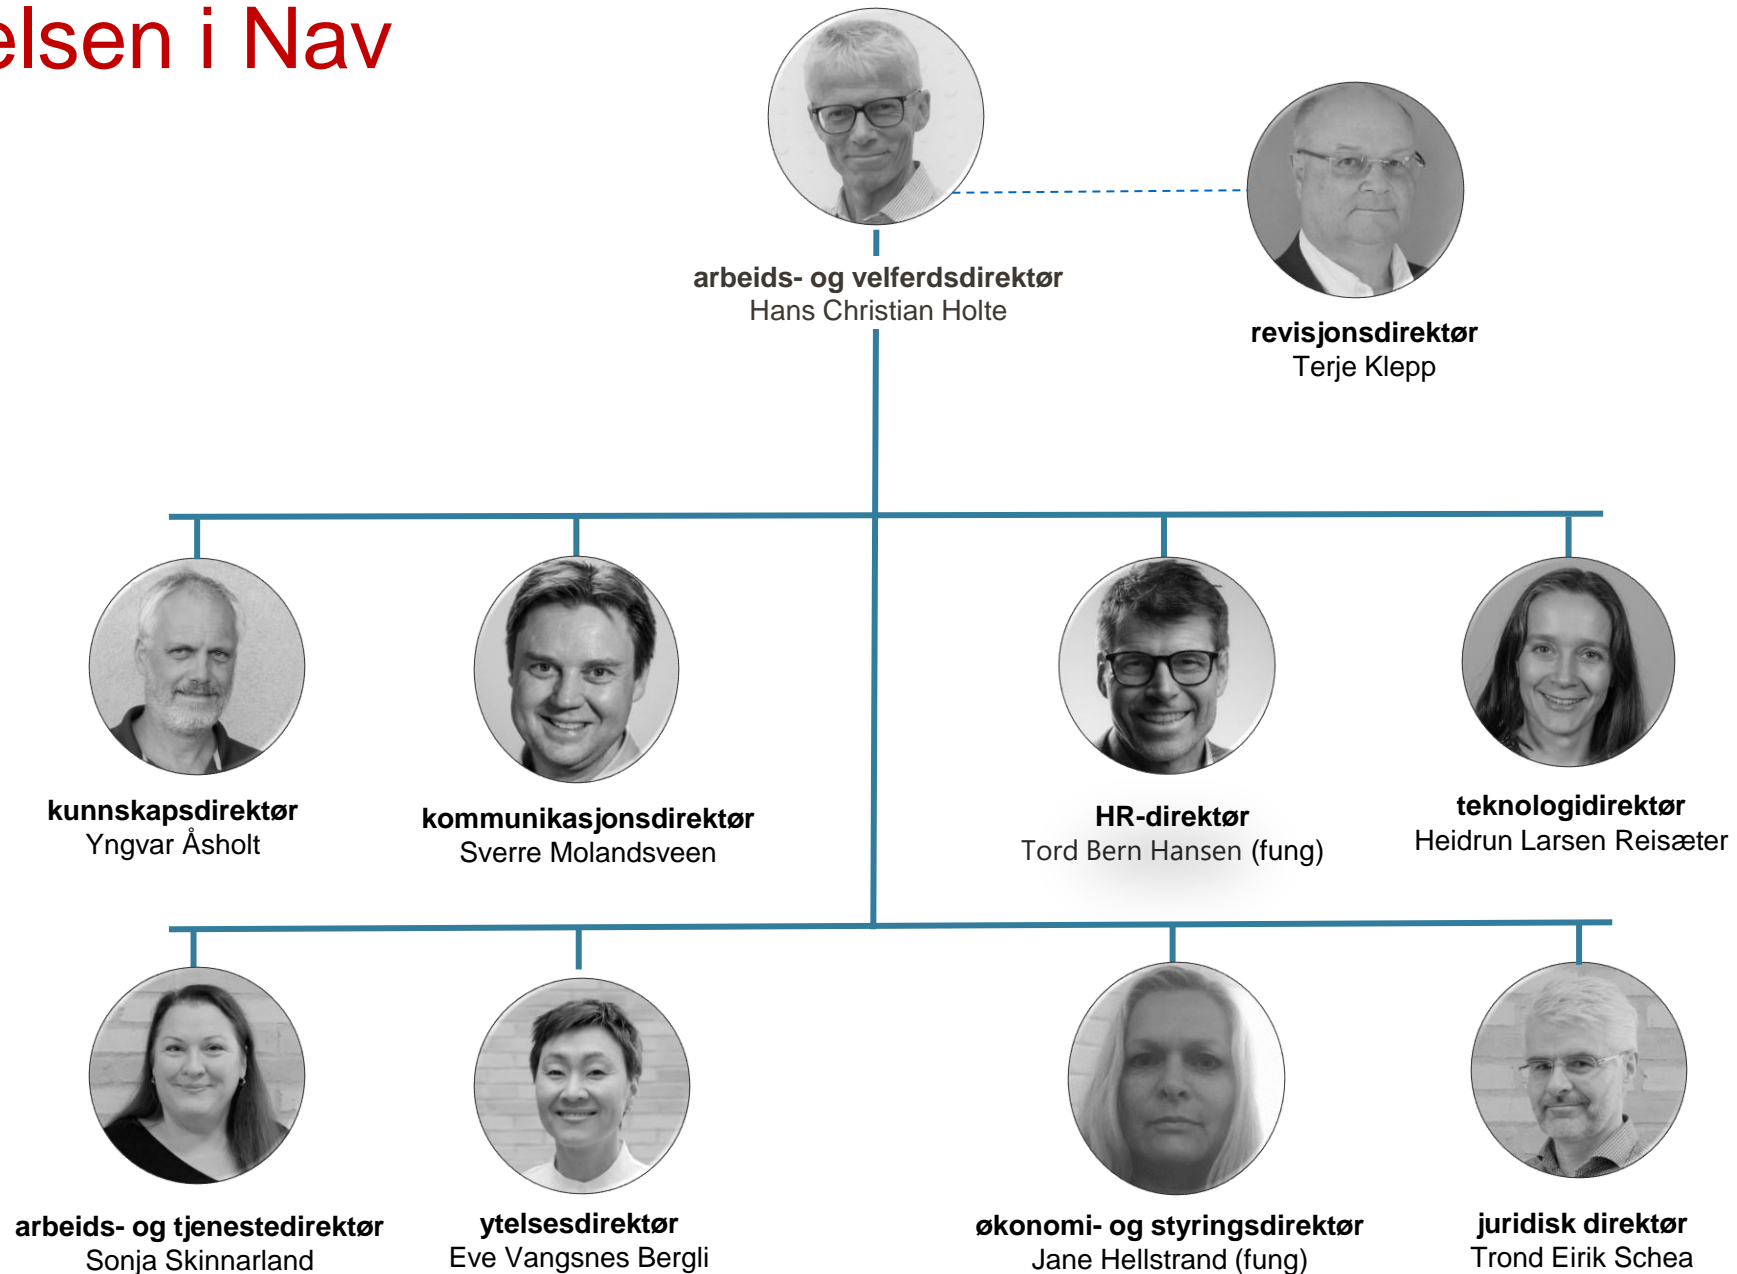 elsen i Nav
arbeids- og velferdsdirektør
Hans Christian Holte
revisjonsdirektør
Terje Klepp
kunnskapsdirektør
Yngvar Åsholt
kommunikasjonsdirektør
Sverre Molandsveen
HR-direktør
Tord Bern Hansen (fung)
teknologidirektør
Heidrun Larsen Reisæter
arbeids- og tjenestedirektør
Sonja Skinnarland
ytelsesdirektør
Eve Vangsnes Bergli
økonomi- og styringsdirektør
Jane Hellstrand (fung)
juridisk direktør
Trond Eirik Schea